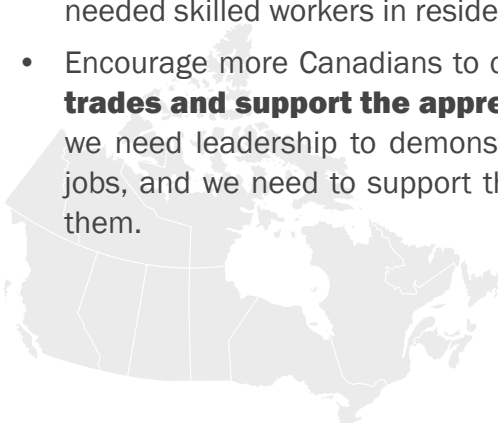 needed skilled workers in reside
• Encourage more Canadians to
trades and support the appre
we need leadership to demons
jobs, and we need to support th
them.